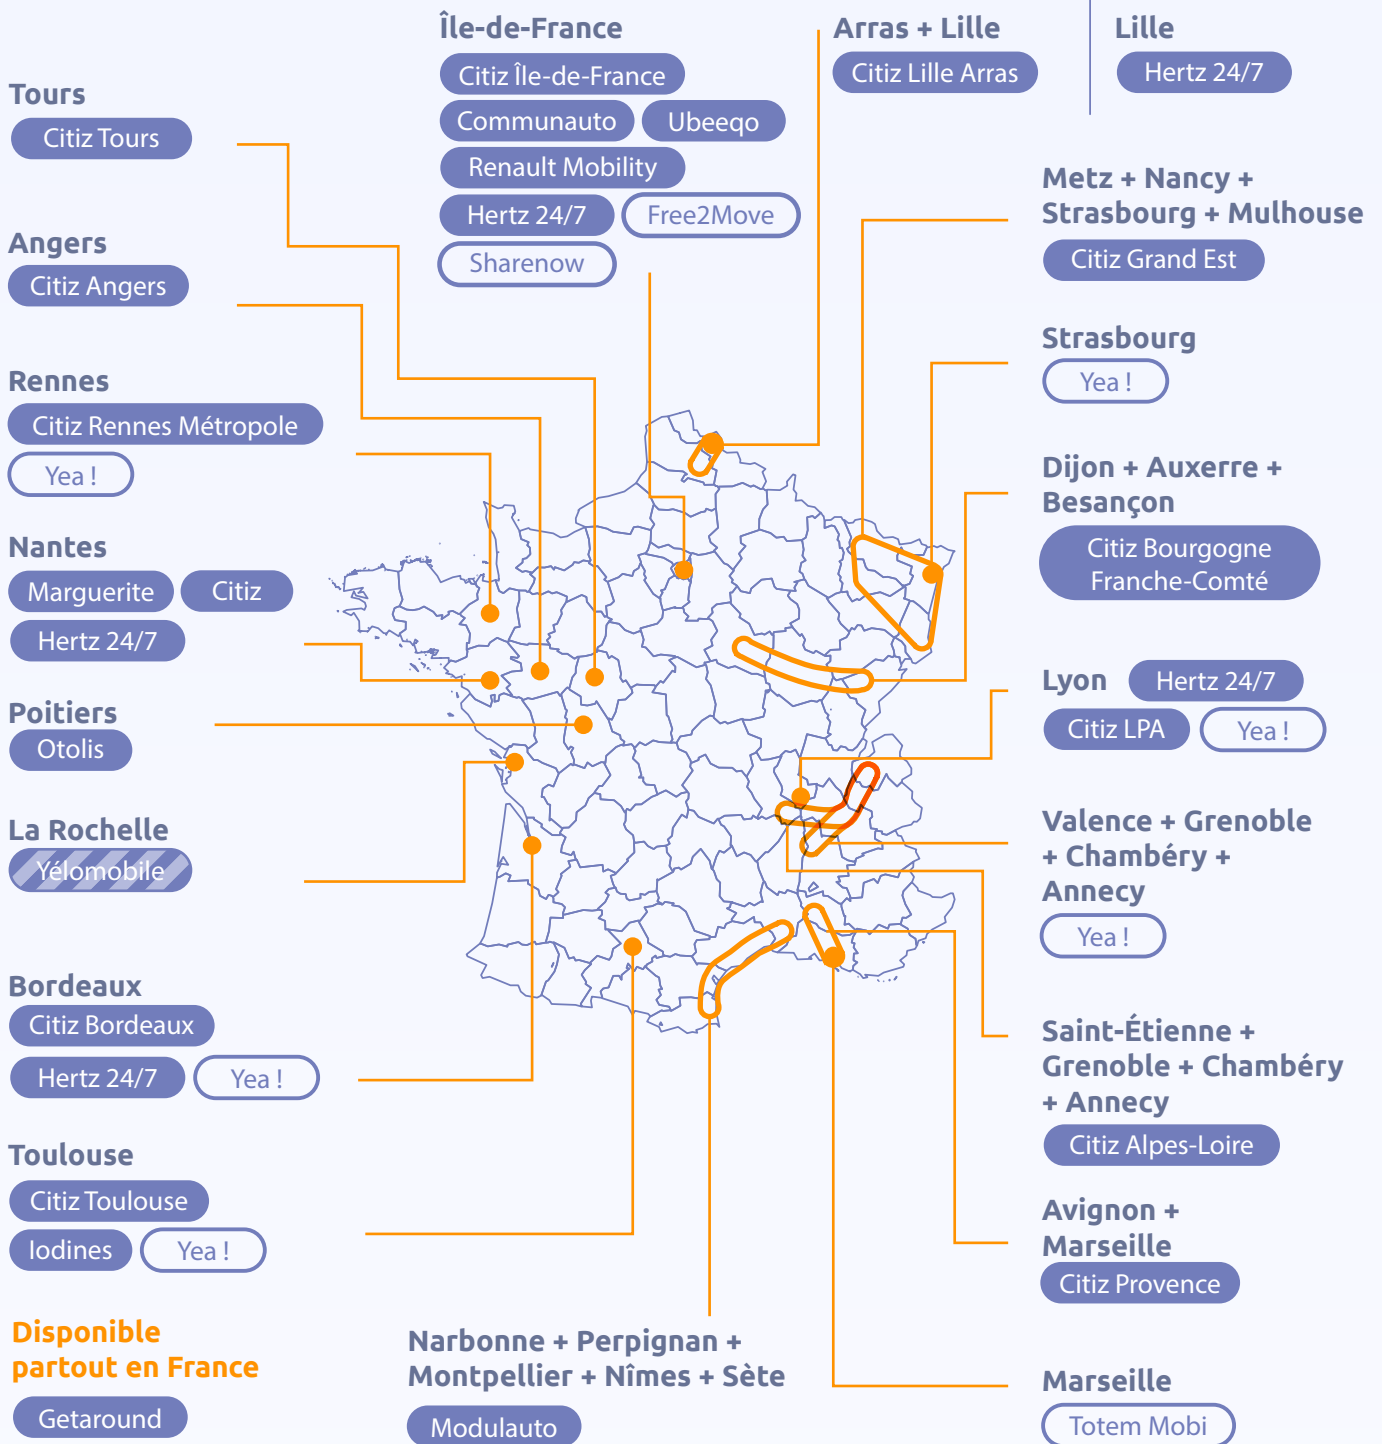 Île-de-France
Citiz Île-de-France
Communauto
Ubeeqo
Renault Mobility
Hertz 24/7
Free2Move
Sharenow
Arras + Lille
Citiz Lille Arras
Lille
Hertz 24/7
Tours
Citiz Tours
Angers
Citiz Angers
Rennes
Citiz Rennes Métropole
Yea !
Nantes
Marguerite
Citiz
Hertz 24/7
Poitiers
Otolis
La Rochelle
Yélomobile
Bordeaux
Citiz Bordeaux
Hertz 24/7
Yea !
Toulouse
Citiz Toulouse
Iodines
Yea !
Disponible
partout en France
Getaround
Narbonne + Perpignan +
Montpellier + Nîmes + Sète
Modulauto
Metz + Nancy +
Strasbourg + Mulhouse
Citiz Grand Est
Strasbourg
Yea !
Dijon + Auxerre +
Besançon
Citiz Bourgogne
Franche-Comté
Lyon
Hertz 24/7
Citiz LPA
Yea !
Valence + Grenoble
+ Chambéry +
Annecy
Yea !
Saint-Étienne +
Grenoble + Chambéry
+ Annecy
Citiz Alpes-Loire
Avignon +
Marseille
Citiz Provence
Marseille
Totem Mobi